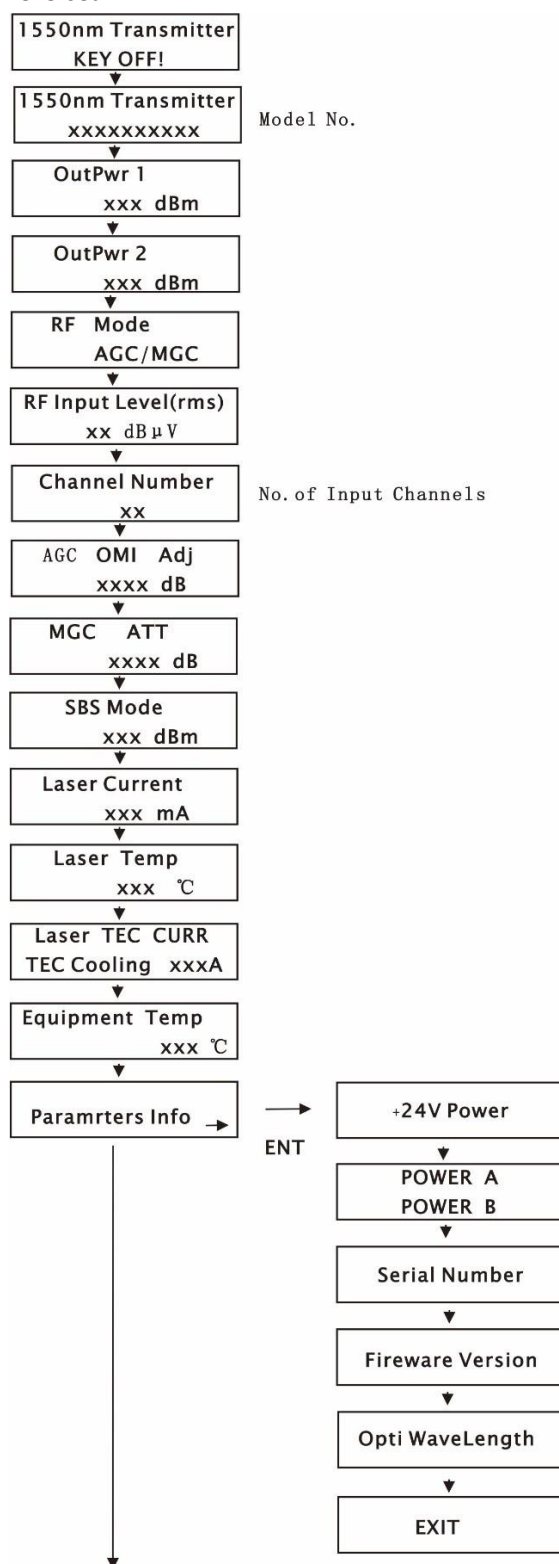 1550nm Transmitter
KEY OFF!
1550nm Transmitter
xxxxxxxxxx
Model No.
OutPwr 1
xxx dBm
OutPwr 2
xxx dBm
RF Mode
AGC/MGC
RF Input Level(rms)
xx dBμV
Channel Number
xx
No. of Input Channels
AGC OMI Adj
xxxx dB
MGC ATT
xxxx dB
SBS Mode
xxx dBm
Laser Current
xxx mA
Laser Temp
xxx ℃
Laser TEC CURR
TEC Cooling xxxA
Equipment Temp
xxx ℃
Paramrters Info
ENT
+24V Power
POWER A
POWER B
Serial Number
Fireware Version
Opti WaveLength
EXIT